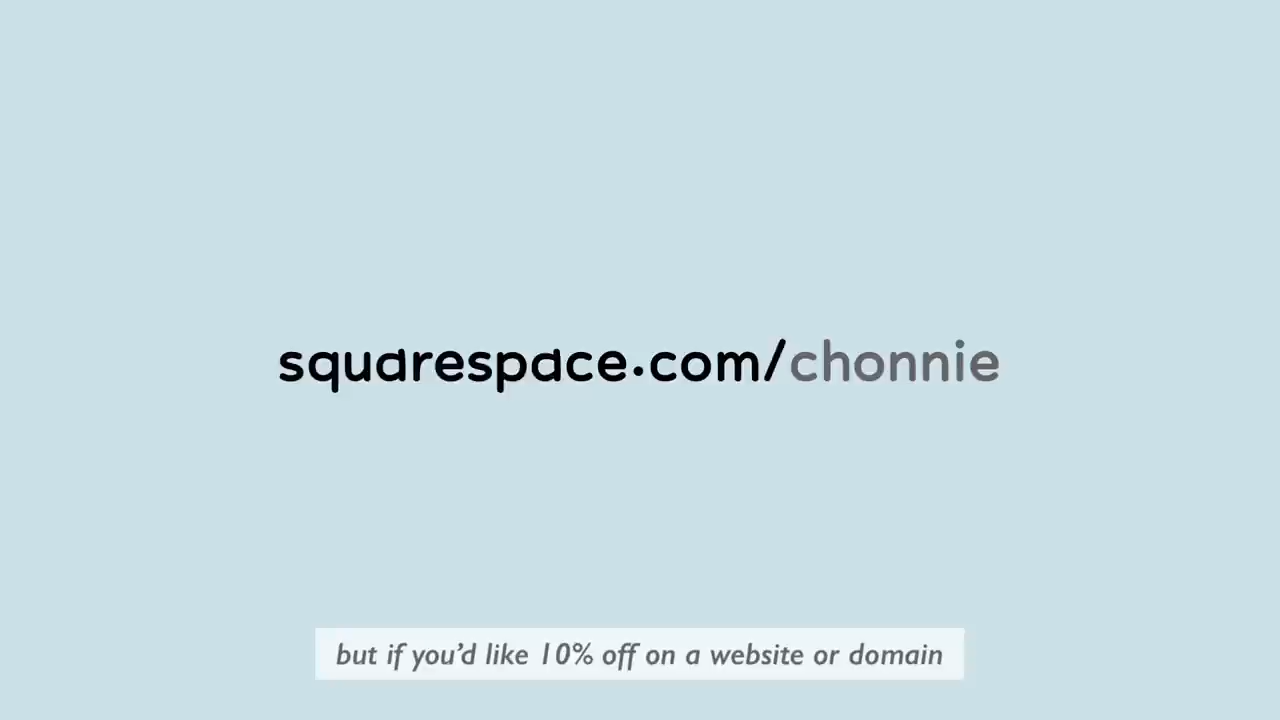 squarespace.com/chonnie
but if you’d like 10% off on a website or domain